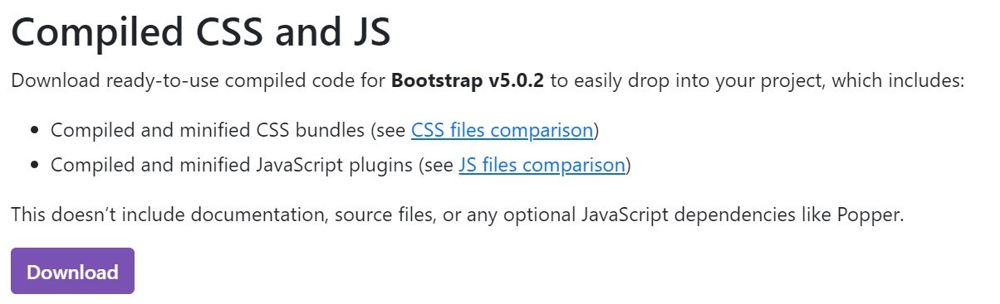 Compiled CSS and JS
Download ready-to-use compiled code for Bootstrap v5.0.2 to easily drop into your project, which includes:
• Compiled and minified CSS bundles (see CSS files comparison)
• Compiled and minified JavaScript plugins (see JS files comparison)
This doesn’t include documentation, source files, or any optional JavaScript dependencies like Popper.
Download